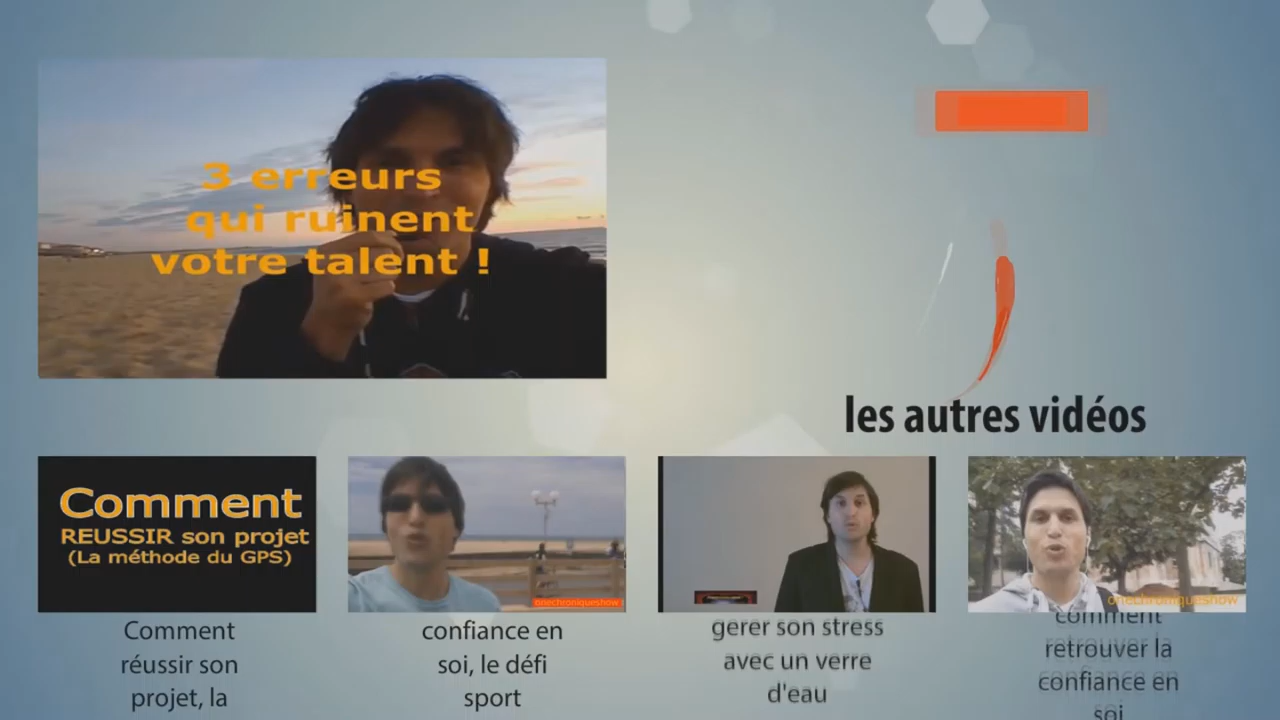 3 erreurs
qui ruinent
votre talent !
les autres vidéos
Comment
REUSSIR son projet
(La méthode du GPS)
onechroniqueshow
onechroniqueshow
Comment
réussir son
projet, la
confiance en
soi, le défi
sport
gerer son stress
avec un verre
d'eau
comment
retrouver la
confiance en
soi